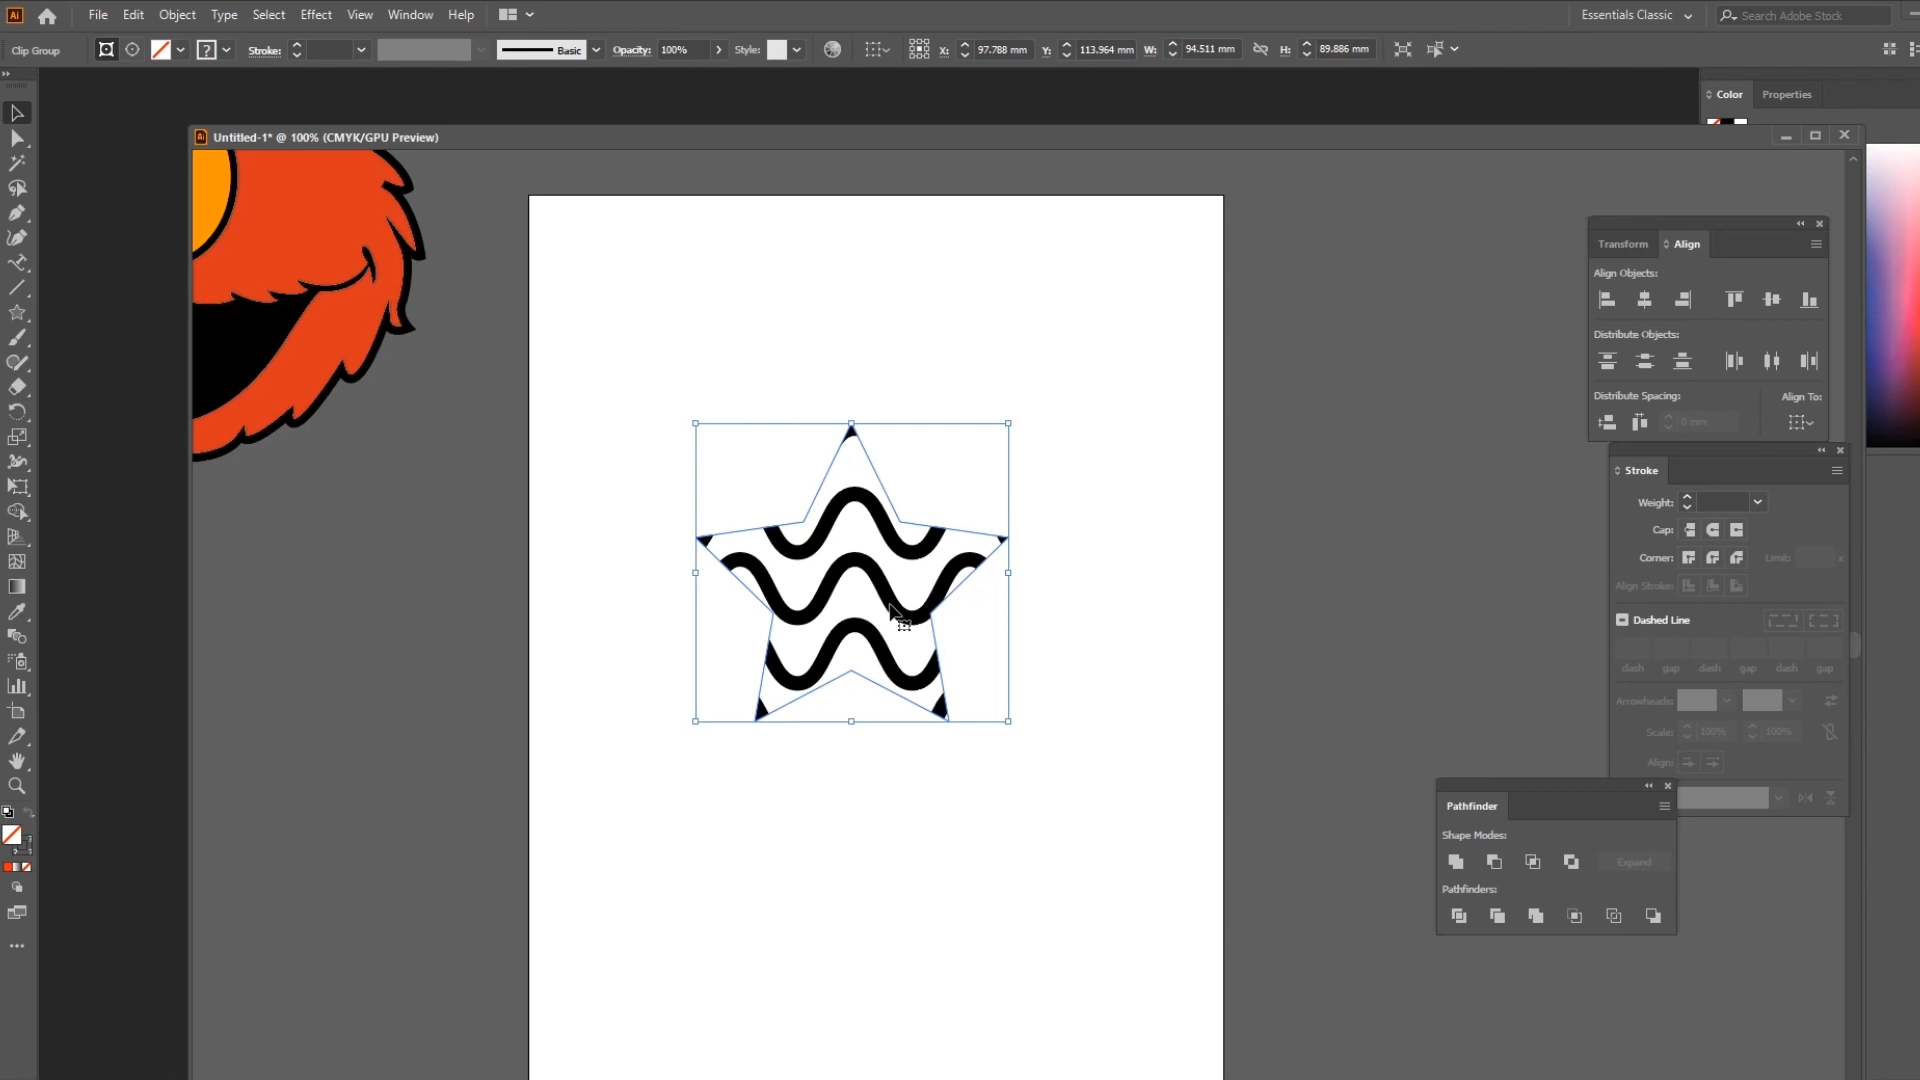 Ai File Edit Object Type Select Effect View Window Help Essentials Classic Search Adobe Stock
Clip Group ? Stroke: Basic Opacity: 100% Style: X: 97.788 mm Y: 113.964 mm W: 94.511 mm H: 89.886 mm
Color Properties
Ai Untitled-1* @ 100% (CMYK/GPU Preview)
Transform Align
Align Objects:
Distribute Objects:
Distribute Spacing: Align To:
0 mm
Stroke
Weight:
Cap:
Corner: Limit: x
Align Stroke:
Dashed Line
dash gap dash gap dash gap
Arrowheads:
Scale: 100% 100%
Align:
Pathfinder
Shape Modes:
Expand
Pathfinders: